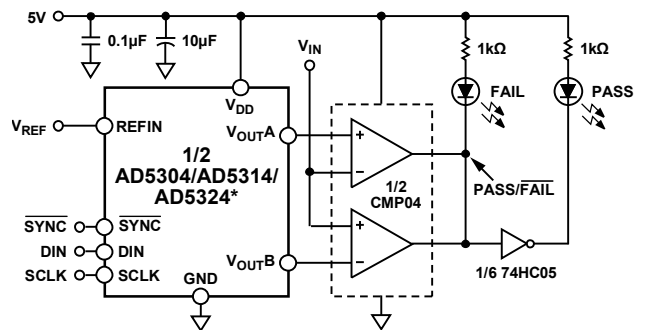 5V
0.1µF
10µF
VIN
1kΩ
1kΩ
FAIL
PASS
VDD
VREF
REFIN
VOUTA
1/2
AD5304/AD5314/
AD5324*
+
−
1/2
CMP04
PASS/FAIL
+
−
SYNC
SYNC
DIN
DIN
SCLK
SCLK
VOUTB
GND
1/6 74HC05